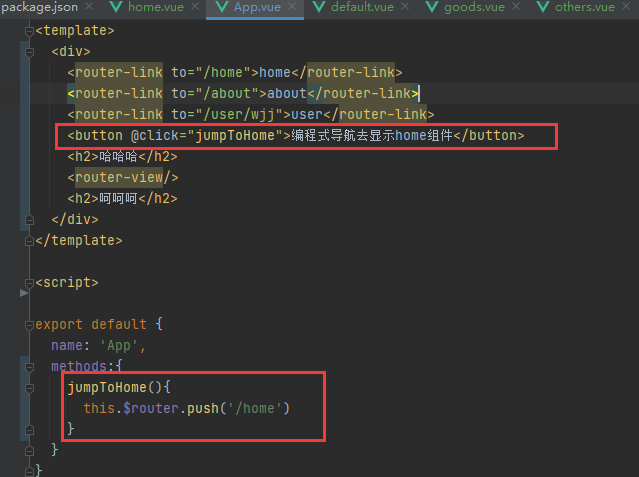 package.json × home.vue × App.vue × default.vue × goods.vue × others.vue ×
<template>
<div>
<router-link to="/home">home</router-link>
<router-link to="/about">about</router-link>
<router-link to="/user/wjj">user</router-link>
<button @click="jumpToHome">编程式导航去显示home组件</button>
<h2>哈哈哈</h2>
<router-view/>
<h2>呵呵呵</h2>
</div>
</template>
<script>
export default {
name: 'App',
methods:{
jumpToHome(){
this.$router.push('/home')
}
}
}